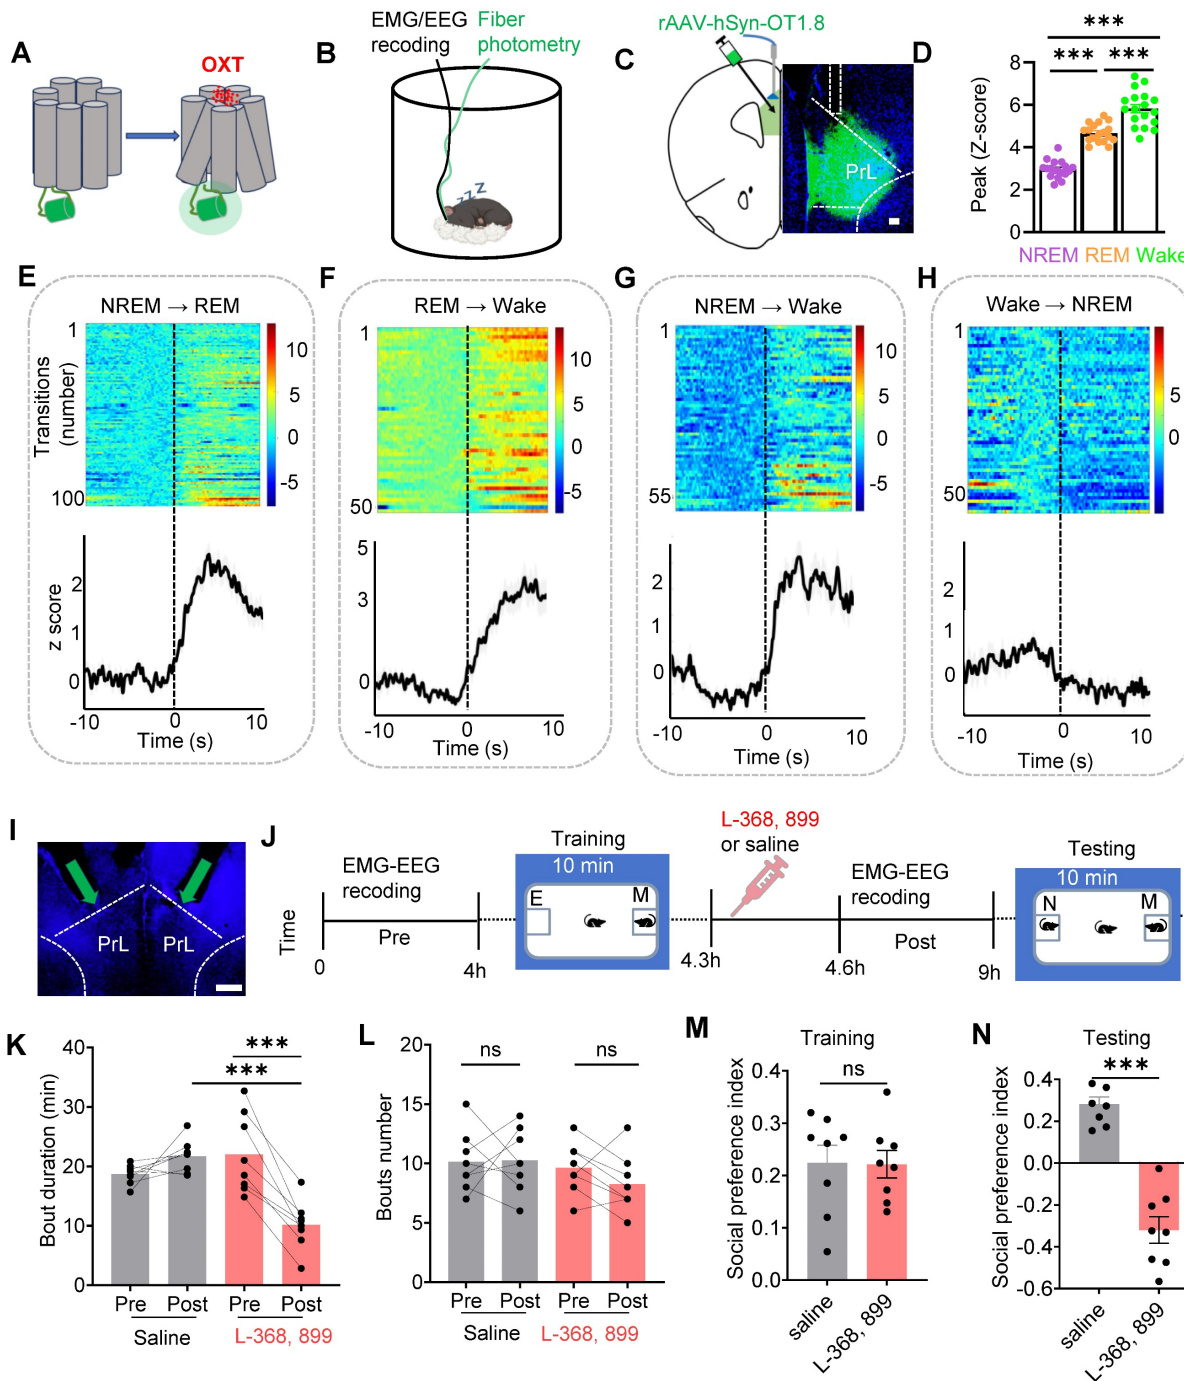 A
OXT
B
EMG/EEG
recoding
Fiber
photometry
zzzZ
C
rAAV-hSyn-OT1.8
PrL
D
***
*** ***
Peak (Z-score)
8
6
4
2
0
NREM REM Wake
E
NREM → REM
Transitions
(number)
1
100
10
5
0
-5
z score
2
1
0
-10 0 10
Time (s)
F
REM → Wake
1
50
10
5
0
-5
5
3
0
-10 0 10
Time (s)
G
NREM → Wake
1
55
10
5
0
-5
2
1
0
-10 0 10
Time (s)
H
Wake → NREM
1
50
10
5
0
-5
2
1
0
-10 0 10
Time (s)
I
PrL PrL
J
Time
EMG-EEG
recoding
Pre
0
4h
Training
10 min
E
M
L-368, 899
or saline
4.3h
4.6h
EMG-EEG
recoding
Post
9h
Testing
10 min
N
M
K
Bout duration (min)
40
30
20
10
0
***
***
Pre Post Pre Post
Saline L-368, 899
L
Bouts number
20
15
10
5
0
ns ns
Pre Post Pre Post
Saline L-368, 899
M
Training
Social preference index
0.4
0.3
0.2
0.1
0.0
ns
saline
L-368, 899
N
Testing
Social preference index
0.4
0.2
0.0
-0.2
-0.4
-0.6
***
saline
L-368, 899